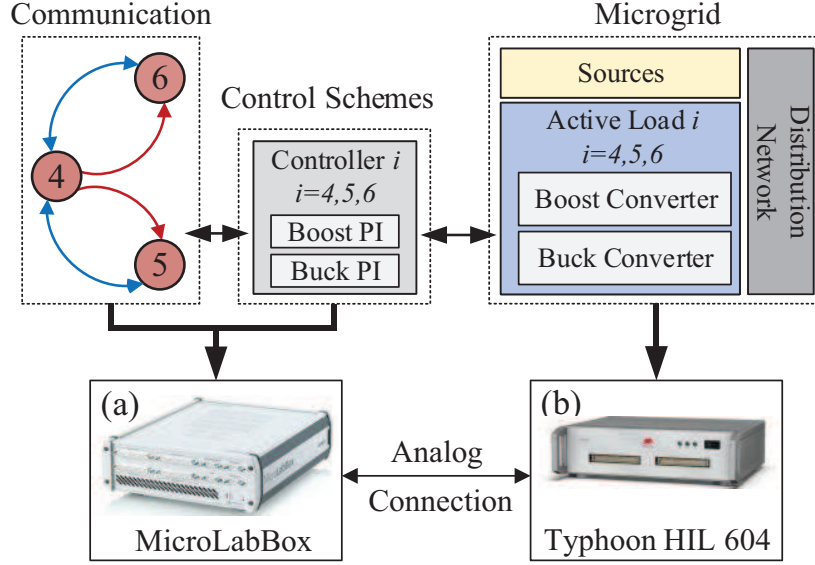 Communication
Microgrid
6
4
5
Control Schemes
Controller i
i=4,5,6
Boost PI
Buck PI
Sources
Active Load i
i=4,5,6
Boost Converter
Buck Converter
Distribution
Network
(a)
MicroLabBox
Analog
Connection
(b)
Typhoon HIL 604